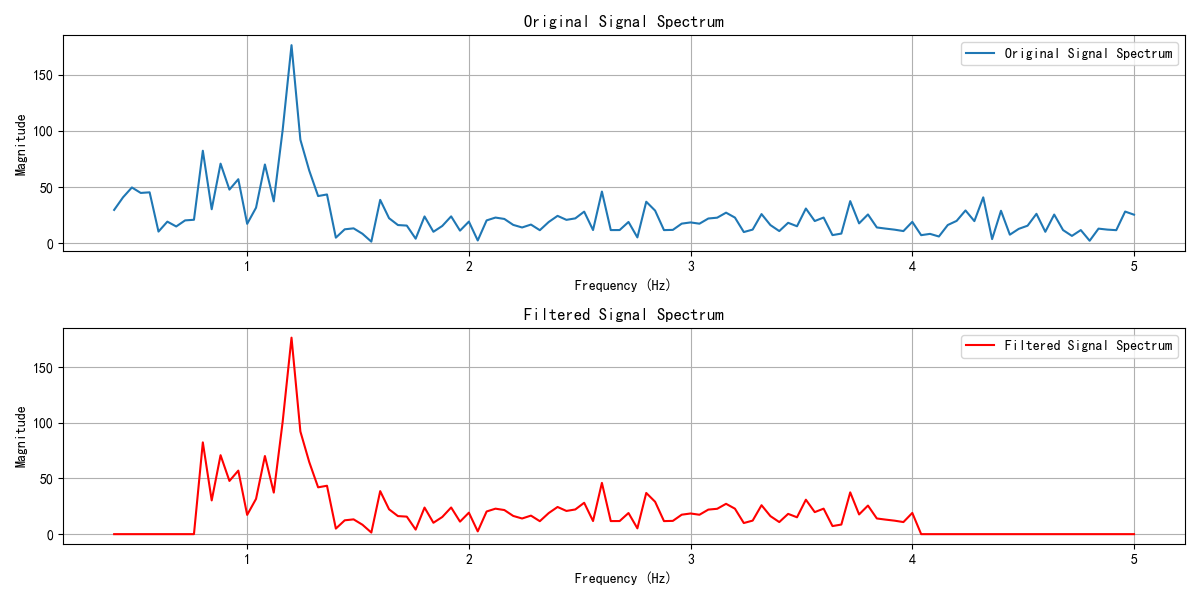 Original Signal Spectrum
Original Signal Spectrum
Magnitude
150
100
50
0
1
2
3
4
5
Frequency (Hz)
Filtered Signal Spectrum
Filtered Signal Spectrum
Magnitude
150
100
50
0
1
2
3
4
5
Frequency (Hz)